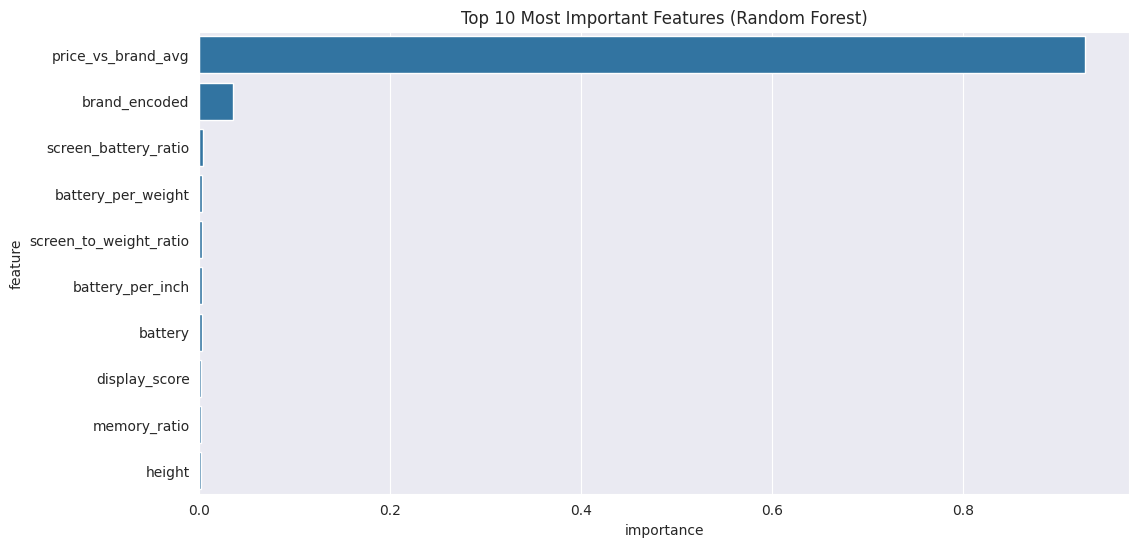 Top 10 Most Important Features (Random Forest)
price_vs_brand_avg
brand_encoded
screen_battery_ratio
battery_per_weight
screen_to_weight_ratio
battery_per_inch
battery
display_score
memory_ratio
height
feature
0.0 0.2 0.4 0.6 0.8
importance